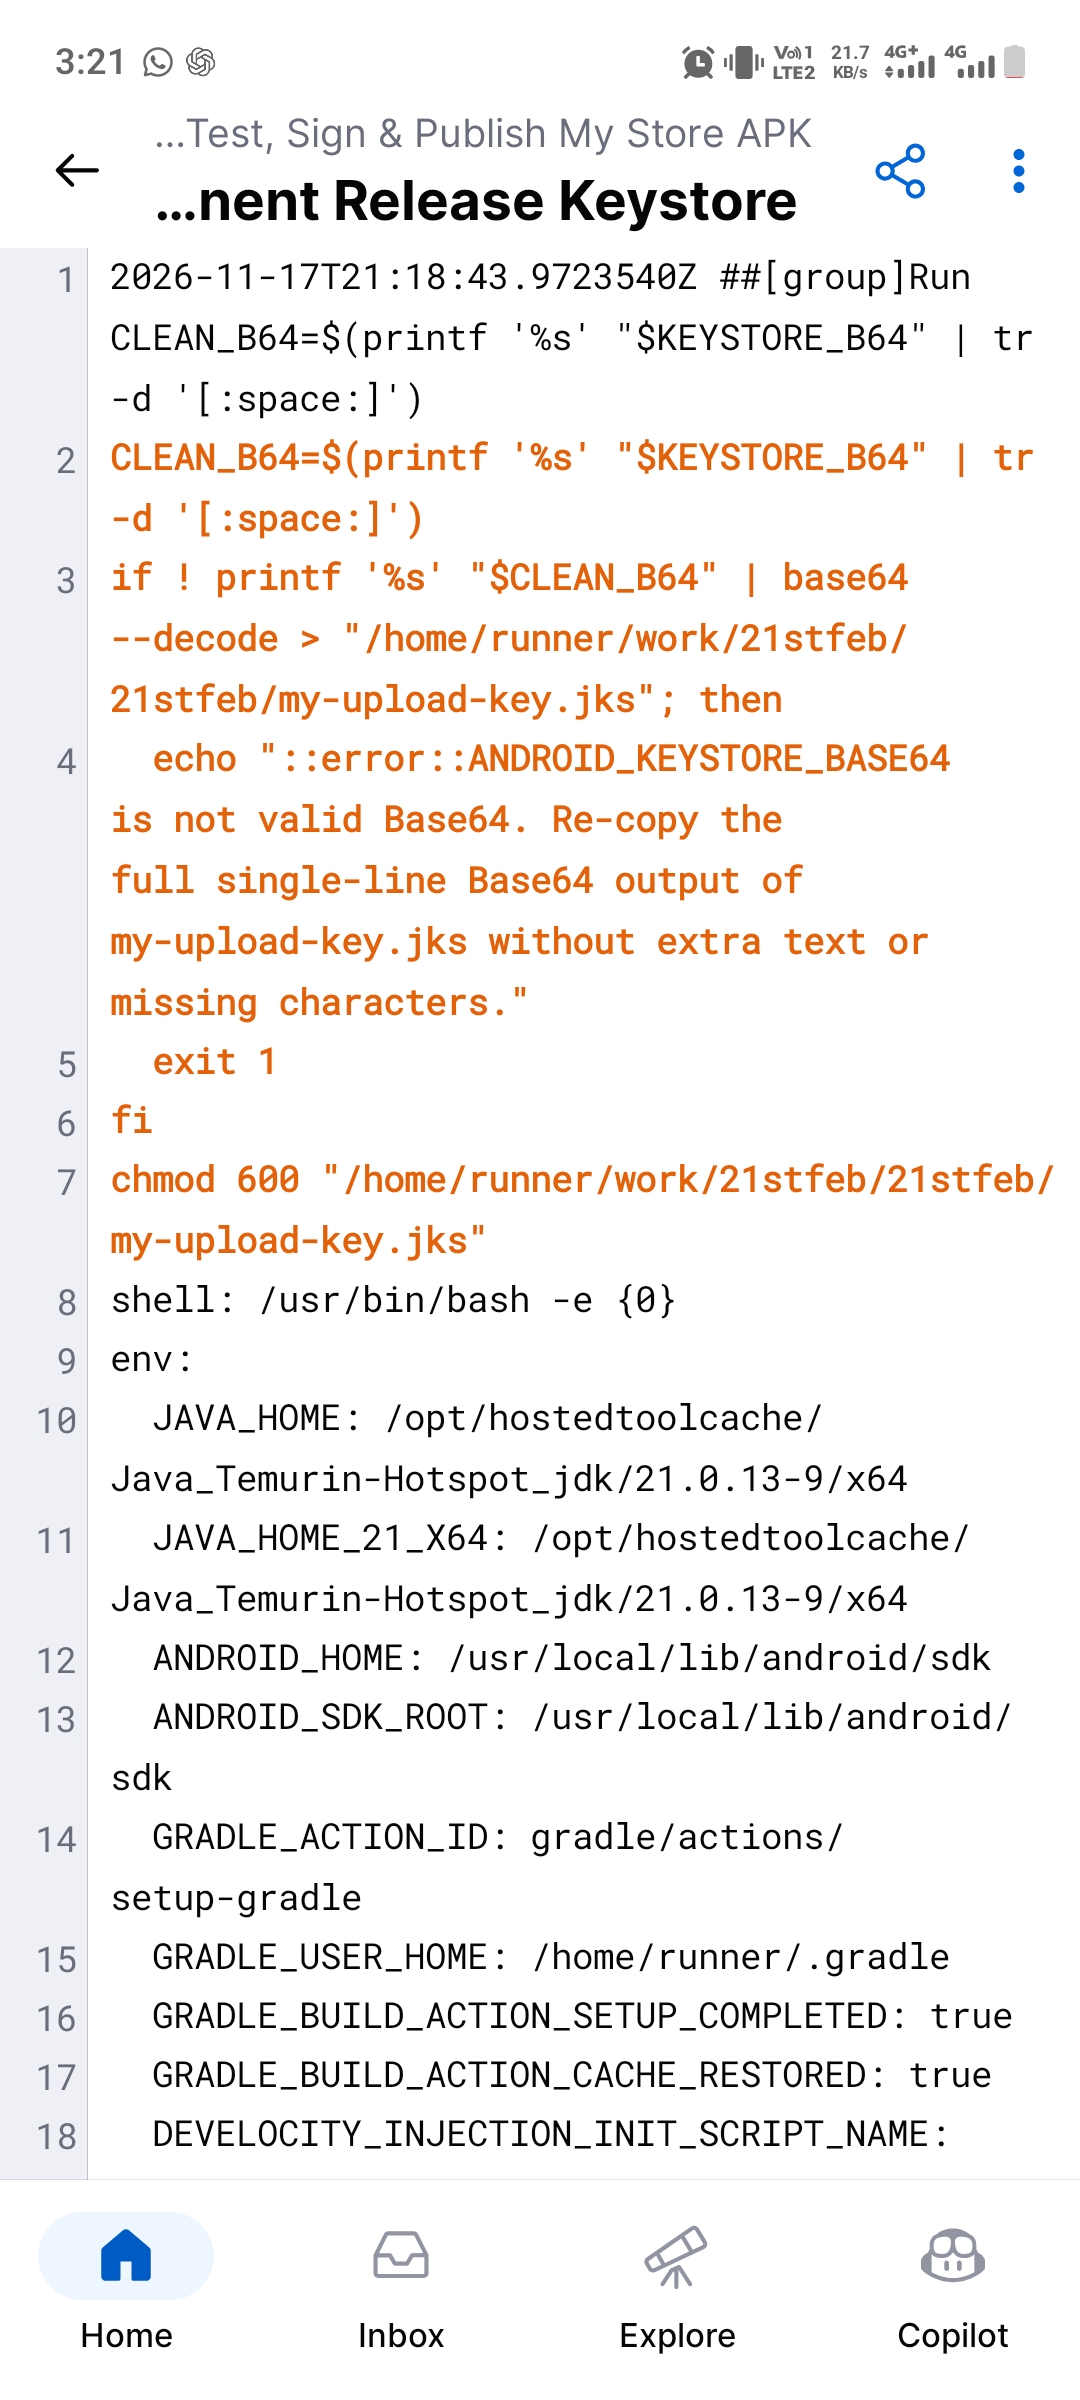 3:21
Vo))1 LTE2
21.7 KB/s
4G+
4G
...Test, Sign & Publish My Store APK
...nent Release Keystore
1 2026-11-17T21:18:43.9723540Z ##[group]Run
CLEAN_B64=$(printf '%s' "$KEYSTORE_B64" | tr
-d '[:space:]')
2 CLEAN_B64=$(printf '%s' "$KEYSTORE_B64" | tr
-d '[:space:]')
3 if ! printf '%s' "$CLEAN_B64" | base64
--decode > "/home/runner/work/21stfeb/
21stfeb/my-upload-key.jks"; then
4   echo "::error::ANDROID_KEYSTORE_BASE64
is not valid Base64. Re-copy the
full single-line Base64 output of
my-upload-key.jks without extra text or
missing characters."
5   exit 1
6 fi
7 chmod 600 "/home/runner/work/21stfeb/21stfeb/
my-upload-key.jks"
8 shell: /usr/bin/bash -e {0}
9 env:
10   JAVA_HOME: /opt/hostedtoolcache/
Java_Temurin-Hotspot_jdk/21.0.13-9/x64
11   JAVA_HOME_21_X64: /opt/hostedtoolcache/
Java_Temurin-Hotspot_jdk/21.0.13-9/x64
12   ANDROID_HOME: /usr/local/lib/android/sdk
13   ANDROID_SDK_ROOT: /usr/local/lib/android/
sdk
14   GRADLE_ACTION_ID: gradle/actions/
setup-gradle
15   GRADLE_USER_HOME: /home/runner/.gradle
16   GRADLE_BUILD_ACTION_SETUP_COMPLETED: true
17   GRADLE_BUILD_ACTION_CACHE_RESTORED: true
18   DEVELOCITY_INJECTION_INIT_SCRIPT_NAME:
Home
Inbox
Explore
Copilot